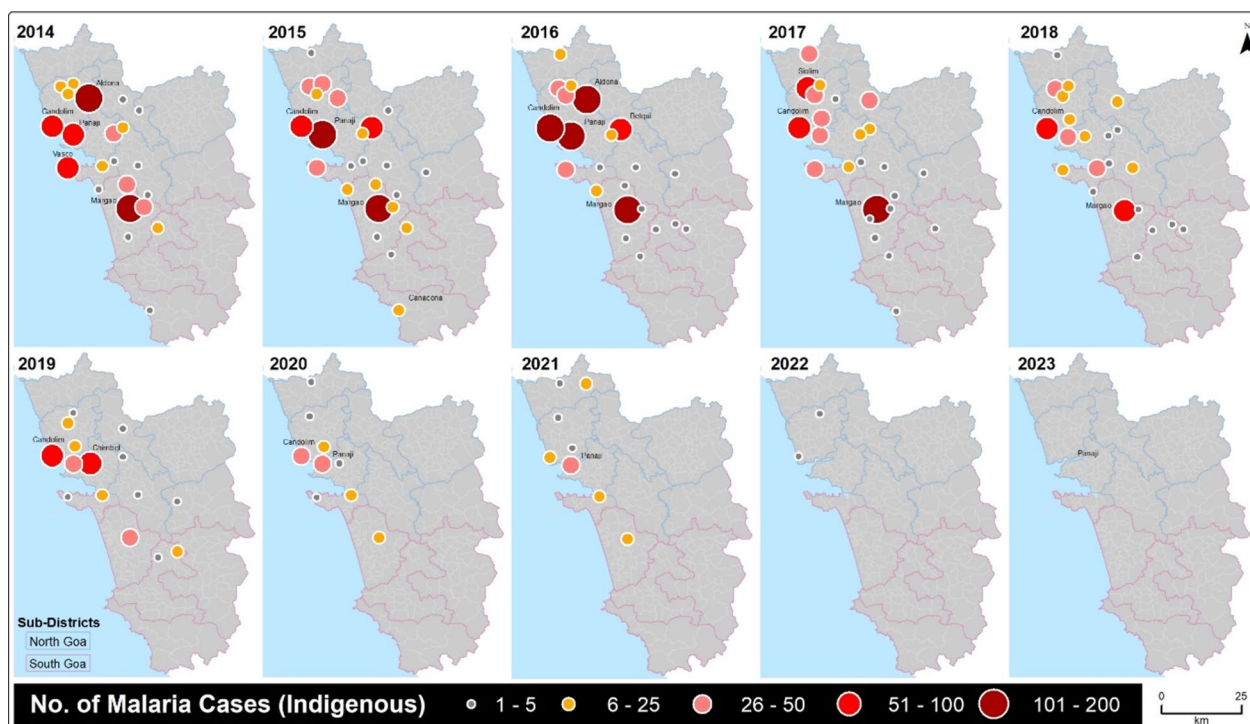 2014
Aldona
Candolim
Panaji
Vasco
Margao
2015
Candolim
Panaji
Margao
Canacona
2016
Aldona
Candolim
Panaji
Betqui
Margao
2017
Siolim
Candolim
Margao
2018
N
Candolim
Margao
2019
Candolim
Chimbel
Sub-Districts
North Goa
South Goa
2020
Candolim
Panaji
2021
Panaji
2022
2023
Panaji
No. of Malaria Cases (Indigenous) 1 - 5 6 - 25 26 - 50 51 - 100 101 - 200
0 25
km